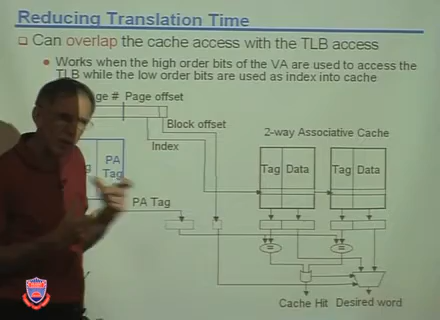 Reducing Translation Time
Can overlap the cache access with the TLB access
Works when the high order bits of the VA are used to access the
TLB while the low order bits are used as index into cache
ge # Page offset
Block offset
Index
2-way Associative Cache
Tag Data
Tag Data
PA
Tag
PA Tag
=
=
Cache Hit
Desired word